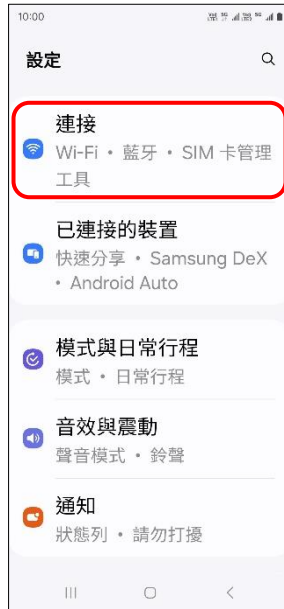 10:00
設定
連接
Wi-Fi • 藍牙 • SIM 卡管理
工具
已連接的裝置
快速分享 • Samsung DeX
• Android Auto
模式與日常行程
模式 • 日常行程
音效與震動
聲音模式 • 鈴聲
通知
狀態列 • 請勿打擾